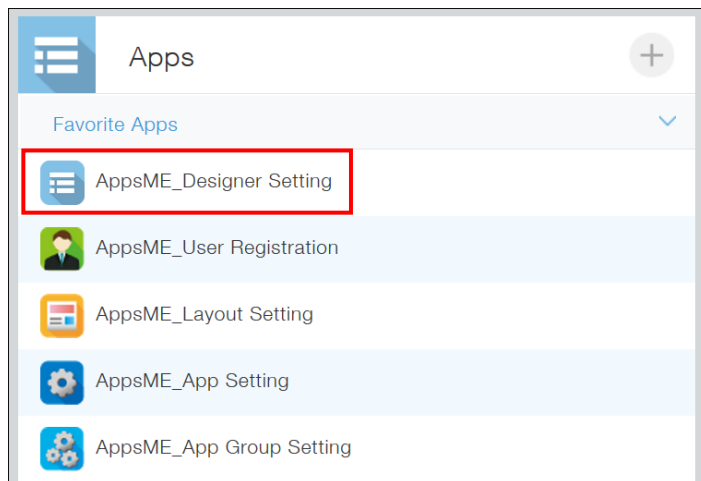 Apps
Favorite Apps
AppsME_Designer Setting
AppsME_User Registration
AppsME_Layout Setting
AppsME_App Setting
AppsME_App Group Setting